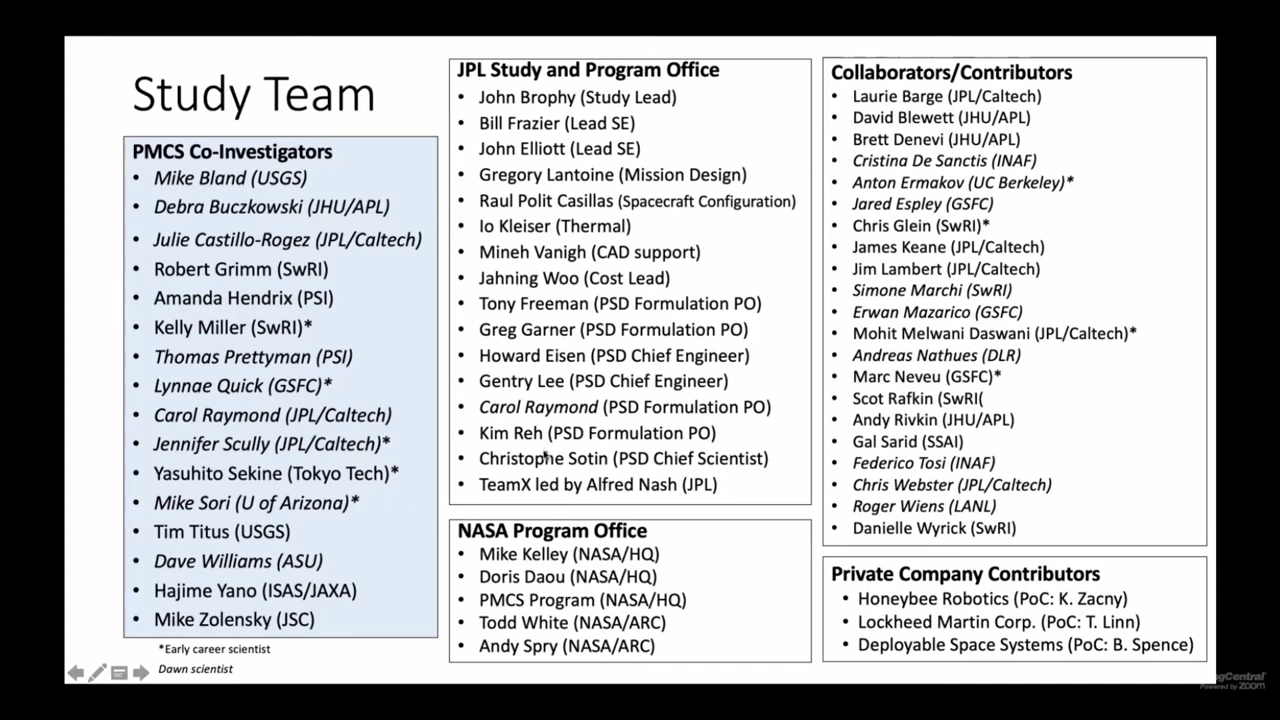 Study Team
PMCS Co-Investigators
• Mike Bland (USGS)
• Debra Buczkowski (JHU/APL)
• Julie Castillo-Rogez (JPL/Caltech)
• Robert Grimm (SwRI)
• Amanda Hendrix (PSI)
• Kelly Miller (SwRI)*
• Thomas Prettyman (PSI)
• Lynnae Quick (GSFC)*
• Carol Raymond (JPL/Caltech)
• Jennifer Scully (JPL/Caltech)*
• Yasuhito Sekine (Tokyo Tech)*
• Mike Sori (U of Arizona)*
• Tim Titus (USGS)
• Dave Williams (ASU)
• Hajime Yano (ISAS/JAXA)
• Mike Zolensky (JSC)
*Early career scientist
Dawn scientist
JPL Study and Program Office
• John Brophy (Study Lead)
• Bill Frazier (Lead SE)
• John Elliott (Lead SE)
• Gregory Lantoine (Mission Design)
• Raul Polit Casillas (Spacecraft Configuration)
• Io Kleiser (Thermal)
• Mineh Vanigh (CAD support)
• Jahning Woo (Cost Lead)
• Tony Freeman (PSD Formulation PO)
• Greg Garner (PSD Formulation PO)
• Howard Eisen (PSD Chief Engineer)
• Gentry Lee (PSD Chief Engineer)
• Carol Raymond (PSD Formulation PO)
• Kim Reh (PSD Formulation PO)
• Christophe Sotin (PSD Chief Scientist)
• TeamX led by Alfred Nash (JPL)
NASA Program Office
• Mike Kelley (NASA/HQ)
• Doris Daou (NASA/HQ)
• PMCS Program (NASA/HQ)
• Todd White (NASA/ARC)
• Andy Spry (NASA/ARC)
Collaborators/Contributors
• Laurie Barge (JPL/Caltech)
• David Blewett (JHU/APL)
• Brett Denevi (JHU/APL)
• Cristina De Sanctis (INAF)
• Anton Ermakov (UC Berkeley)*
• Jared Espley (GSFC)
• Chris Glein (SwRI)*
• James Keane (JPL/Caltech)
• Jim Lambert (JPL/Caltech)
• Simone Marchi (SwRI)
• Erwan Mazarico (GSFC)
• Mohit Melwani Daswani (JPL/Caltech)*
• Andreas Nathues (DLR)
• Marc Neveu (GSFC)*
• Scot Rafkin (SwRI(
• Andy Rivkin (JHU/APL)
• Gal Sarid (SSAI)
• Federico Tosi (INAF)
• Chris Webster (JPL/Caltech)
• Roger Wiens (LANL)
• Danielle Wyrick (SwRI)
Private Company Contributors
• Honeybee Robotics (PoC: K. Zacny)
• Lockheed Martin Corp. (PoC: T. Linn)
• Deployable Space Systems (PoC: B. Spence)
Powered by zoom